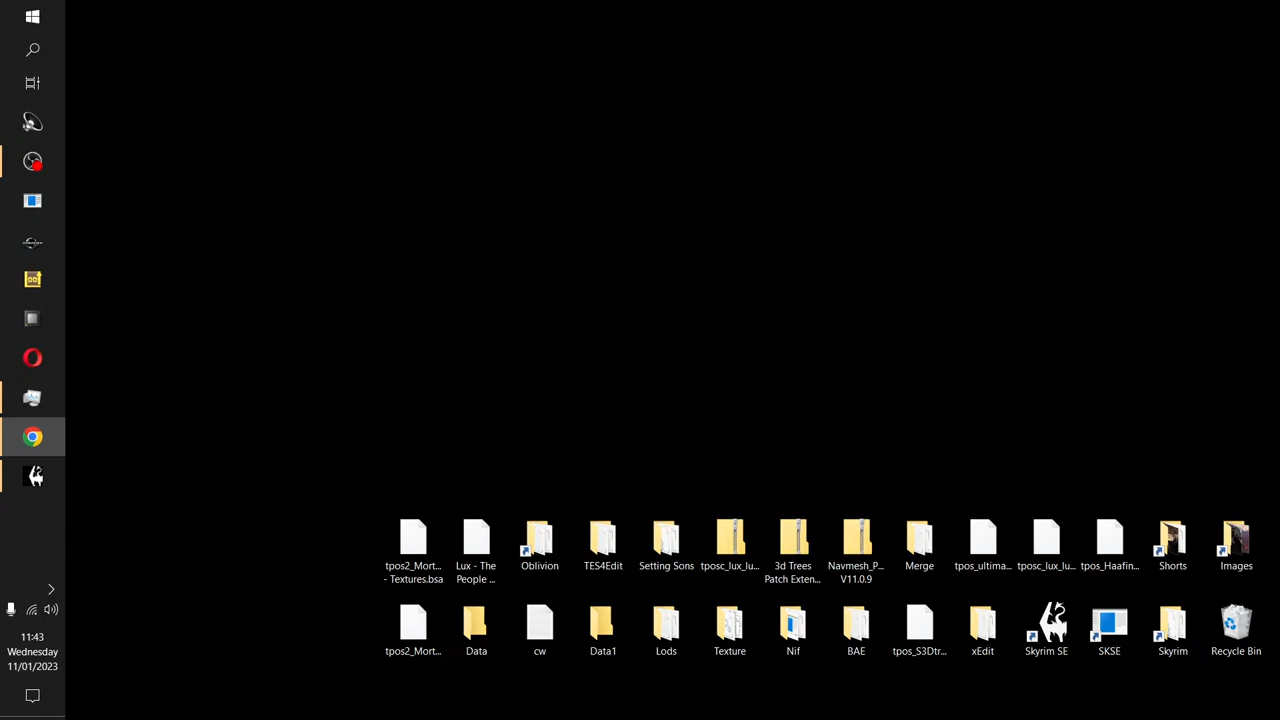 tpos2_Mort...
- Textures.bsa
Lux - The
People ...
Oblivion
TES4Edit
Setting Sons
tposc_lux_lu...
3d Trees
Patch Exten...
Navmesh_P...
V11.0.9
Merge
tpos_ultima...
tposc_lux_lu...
tpos_Haafin...
Shorts
Images
tpos2_Mort...
Data
cw
Data1
Lods
Texture
Nif
BAE
tpos_S3Dtr...
xEdit
Skyrim SE
SKSE
Skyrim
Recycle Bin
11:43
Wednesday
11/01/2023